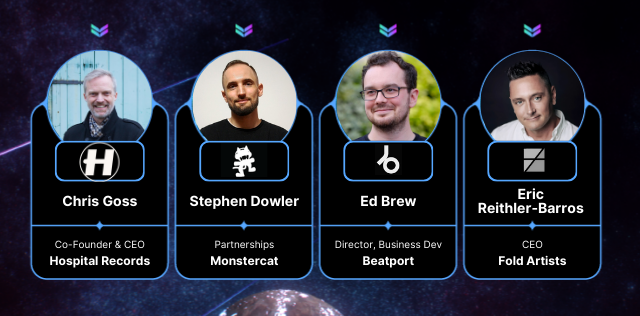 Chris Goss
Co-Founder & CEO
Hospital Records
Stephen Dowler
Partnerships
Monstercat
Ed Brew
Director, Business Dev
Beatport
Eric
Reithler-Barros
CEO
Fold Artists